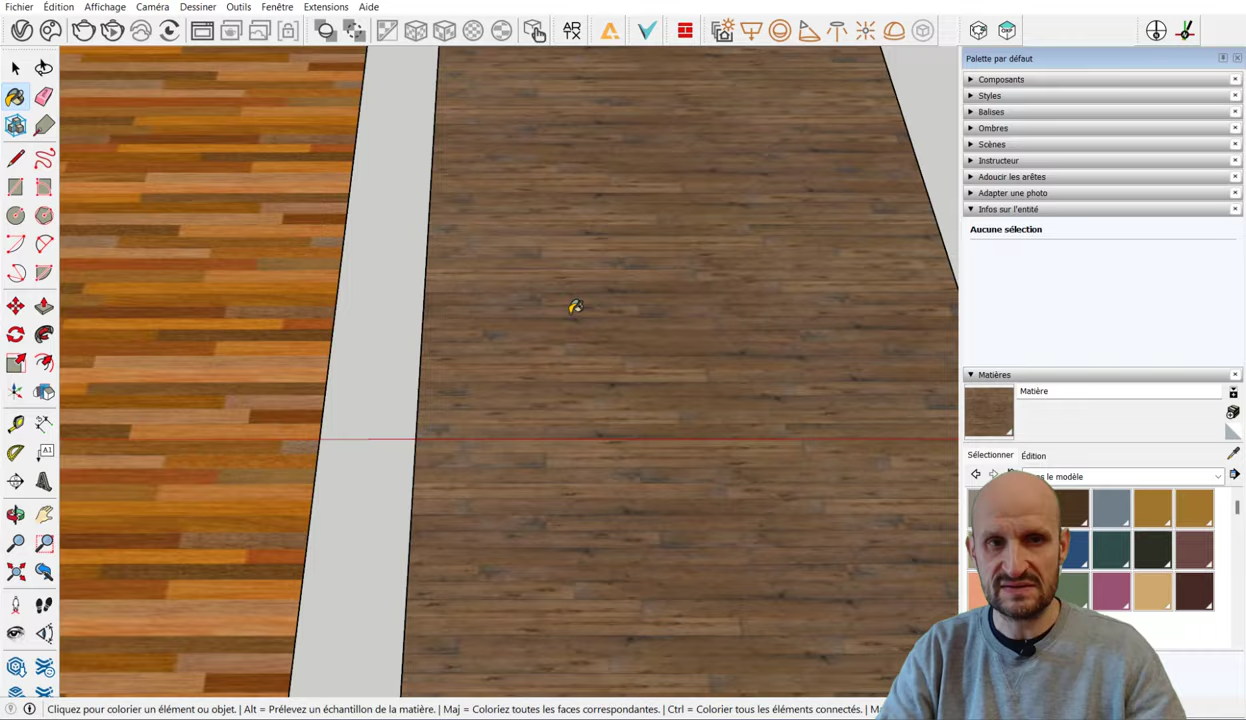 Fichier Édition Affichage Caméra Dessiner Outils Fenêtre Extensions Aide
AR
Palette par défaut
Composants
Styles
Balises
Ombres
Scènes
Instructeur
Adoucir les arêtes
Adapter une photo
Infos sur l'entité
Aucune sélection
Matières
Matière
Sélectionner Édition
le modèle
A1
Cliquez pour colorier un élément ou objet. | Alt = Prélevez un échantillon de la matière. | Maj = Coloriez toutes les faces correspondantes. | Ctrl = Colorier tous les éléments connectés. | M